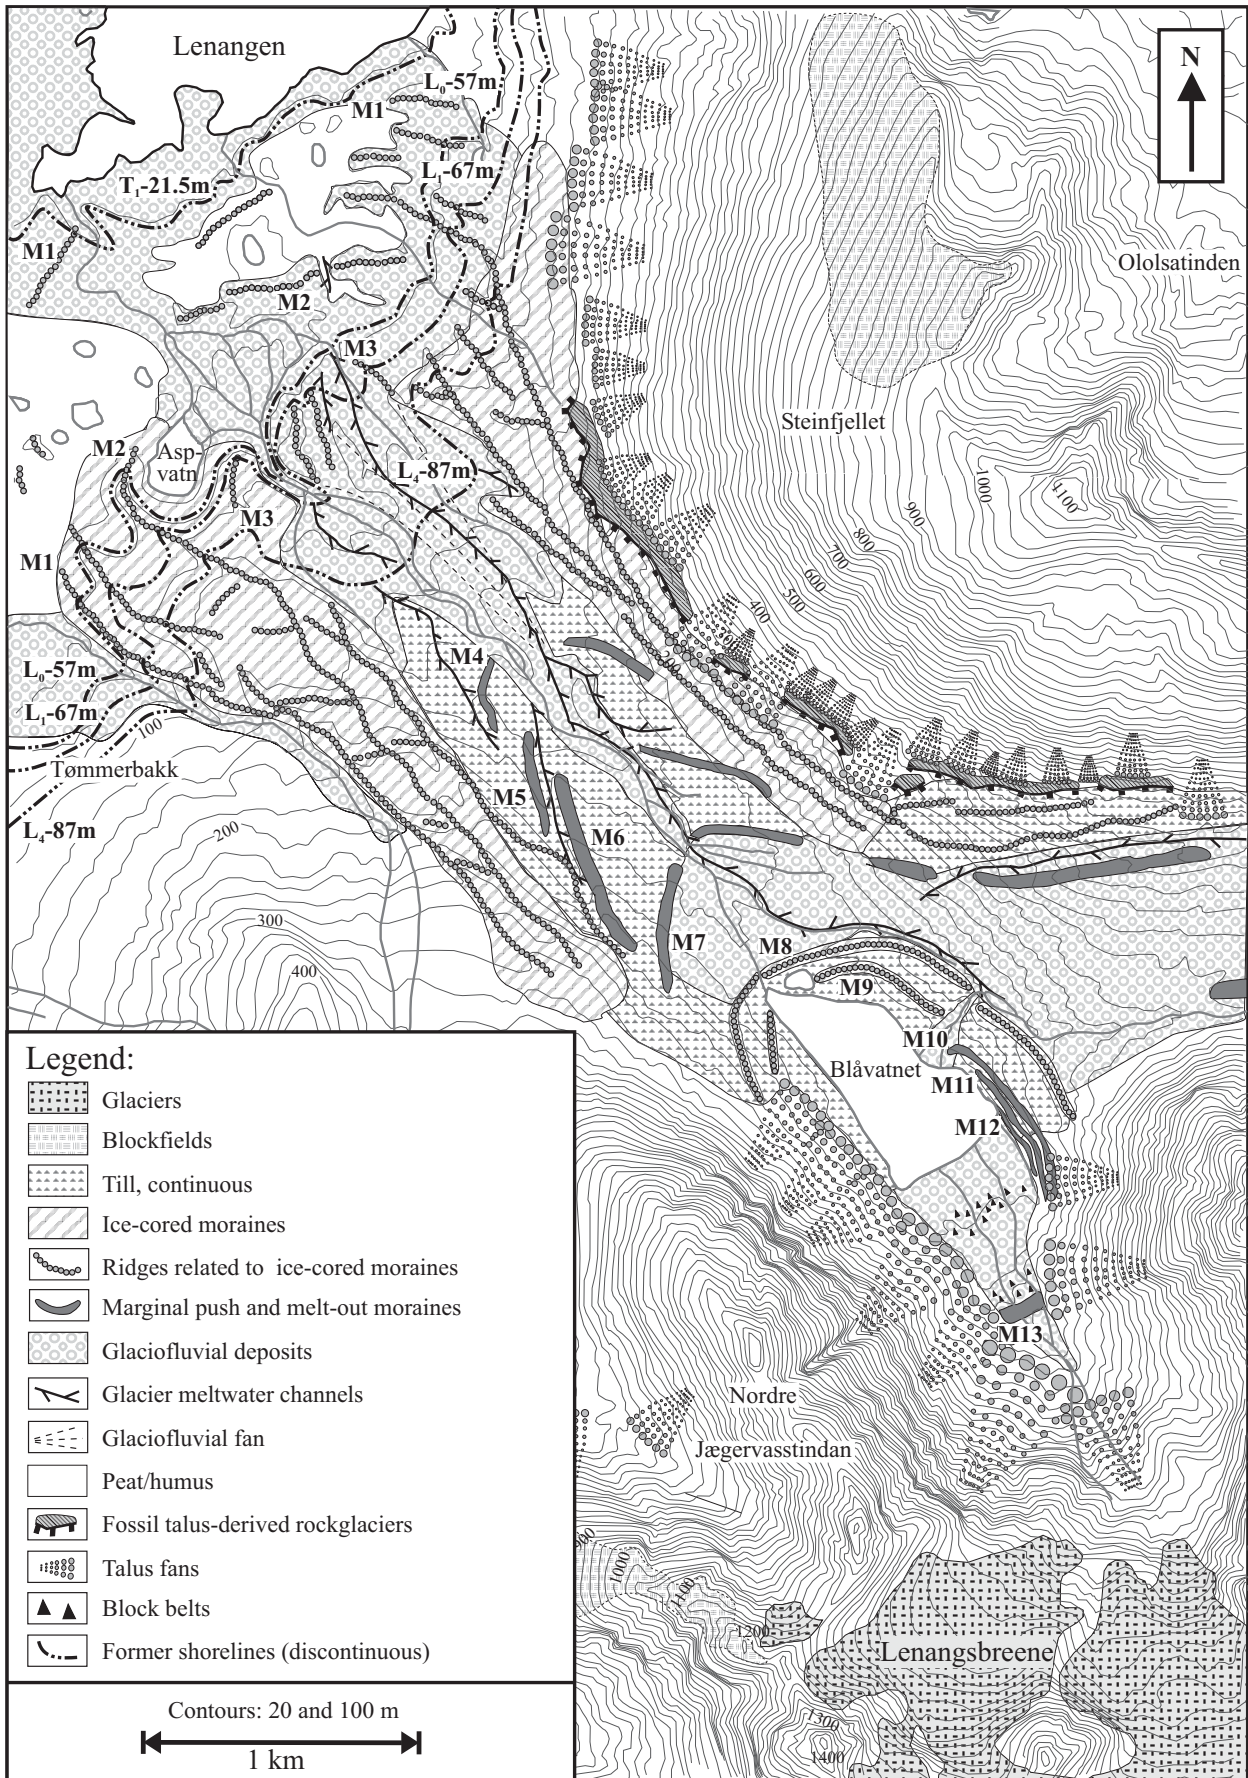 Lenangen
N
L0-57m
M1
L1-67m
T1-21.5m
M1
Ololsatinden
M2
M3
Steinfjellet
M2
Asp-
vatn
L4-87m
1000
1100
M3
900
800
M1
700
600
500
400
M4
L0-57m
L1-67m
100
Tømmerbakk
M5
L4-87m
200
M6
300
M7
M8
400
M9
M10
Blåvatnet
M11
M12
M13
Nordre
Jægervasstindan
900
1000
1100
1200
Lenangsbreene
1300
1400
Legend:
Glaciers
Blockfields
Till, continuous
Ice-cored moraines
Ridges related to ice-cored moraines
Marginal push and melt-out moraines
Glaciofluvial deposits
Glacier meltwater channels
Glaciofluvial fan
Peat/humus
Fossil talus-derived rockglaciers
Talus fans
Block belts
Former shorelines (discontinuous)
Contours: 20 and 100 m
1 km